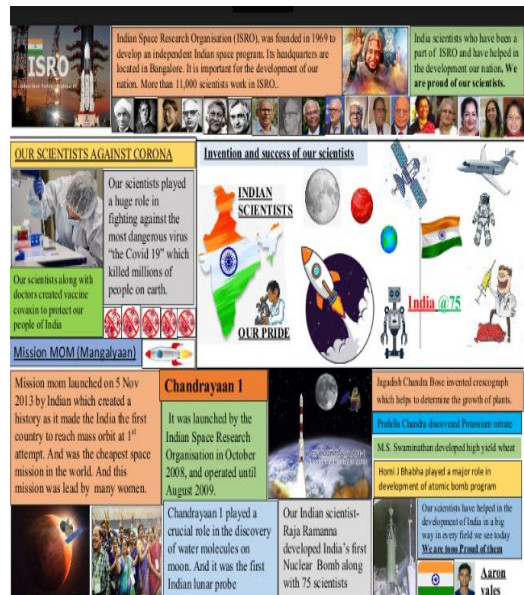 ISRO
Indian Space Research Organisation (ISRO), was founded in 1969 to
develop an independent Indian space program. Its headquarters are
located in Bangalore. It is important for the development of our
nation. More than 11,000 scientists work in ISRO..
India scientists who have been a
part of ISRO and have helped in
the development our nation. We
are proud of our scientists.
OUR SCIENTISTS AGAINST CORONA
Our scientists played
a huge role in
fighting against the
most dangerous virus
“the Covid 19” which
killed millions of
people on earth.
Our scientists along with
doctors created vaccine
covaxin to protect our
people of India
Mission MOM (Mangalyaan)
Invention and success of our scientists
INDIAN
SCIENTISTS
OUR PRIDE
India @75
Mission mom launched on 5 Nov
2013 by Indian which created a
history as it made the India the first
country to reach mass orbit at 1st
attempt. And was the cheapest space
mission in the world. And this
mission was lead by many women.
Chandrayaan 1
It was launched by the
Indian Space Research
Organisation in October
2008, and operated until
August 2009.
Chandrayaan 1 played a
crucial role in the discovery
of water molecules on
moon. And it was the first
Indian lunar probe
Our Indian scientist-
Raja Ramanna
developed India’s first
Nuclear Bomb along
with 75 scientists
Jagadish Chandra Bose invented crescograph
which helps to determine the growth of plants.
Prafulla Chandra discovered Potassium nitrate
M.S. Swaminathan developed high yield wheat
Homi J Bhabha played a major role in
development of atomic bomb program
Our scientists have helped in the
development of India in a big
way in every field we see today
We are tooo Proud of them
Aaron
vales